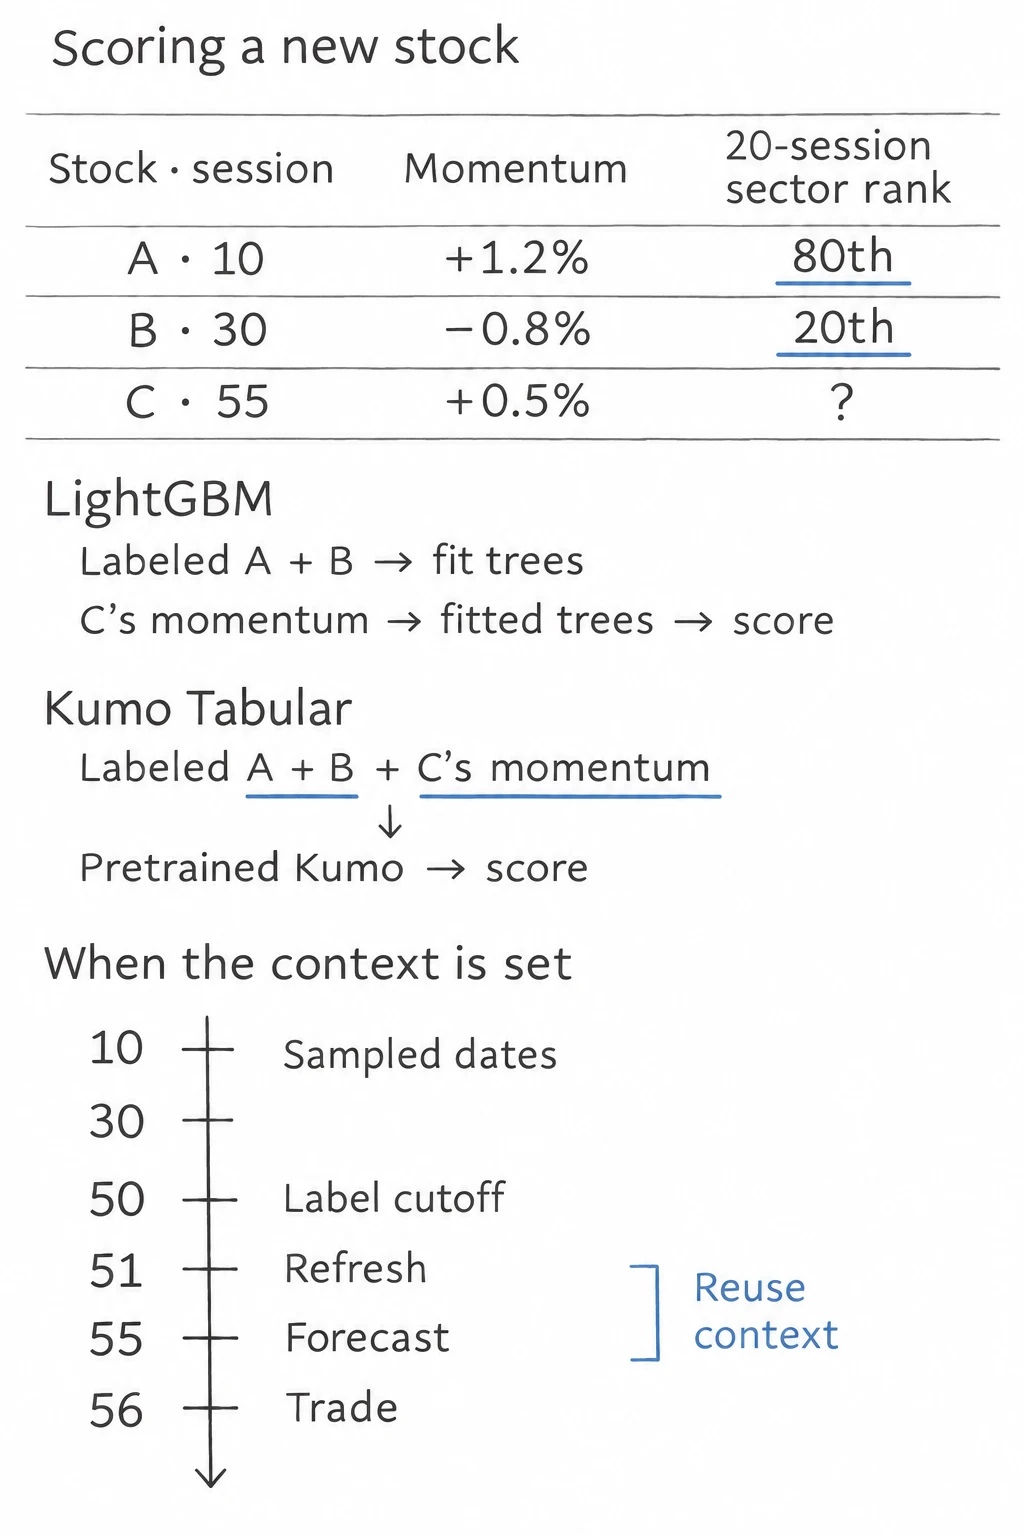 Scoring a new stock
Stock · session Momentum 20-session sector rank
A · 10 +1.2% 80th
B · 30 −0.8% 20th
C · 55 +0.5% ?
LightGBM
Labeled A + B → fit trees
C’s momentum → fitted trees → score
Kumo Tabular
Labeled A + B + C’s momentum
↓
Pretrained Kumo → score
When the context is set
10 Sampled dates
30
50 Label cutoff
51 Refresh
55 Forecast
56 Trade
Reuse
context